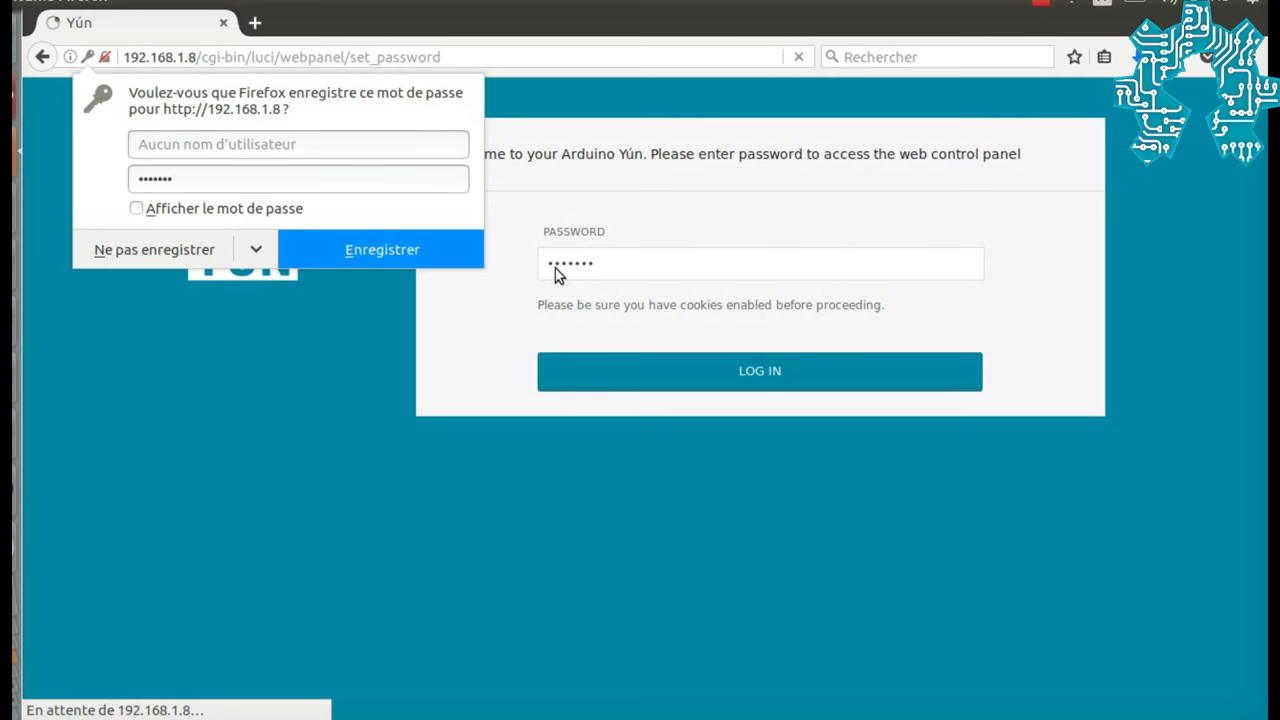 Yún
192.168.1.8/cgi-bin/luci/webpanel/set_password
Rechercher
Voulez-vous que Firefox enregistre ce mot de passe
pour http://192.168.1.8 ?
Aucun nom d'utilisateur
•••••••
Afficher le mot de passe
Ne pas enregistrer
Enregistrer
me to your Arduino Yún. Please enter password to access the web control panel
PASSWORD
•••••••
Please be sure you have cookies enabled before proceeding.
LOG IN
YÚN
En attente de 192.168.1.8…